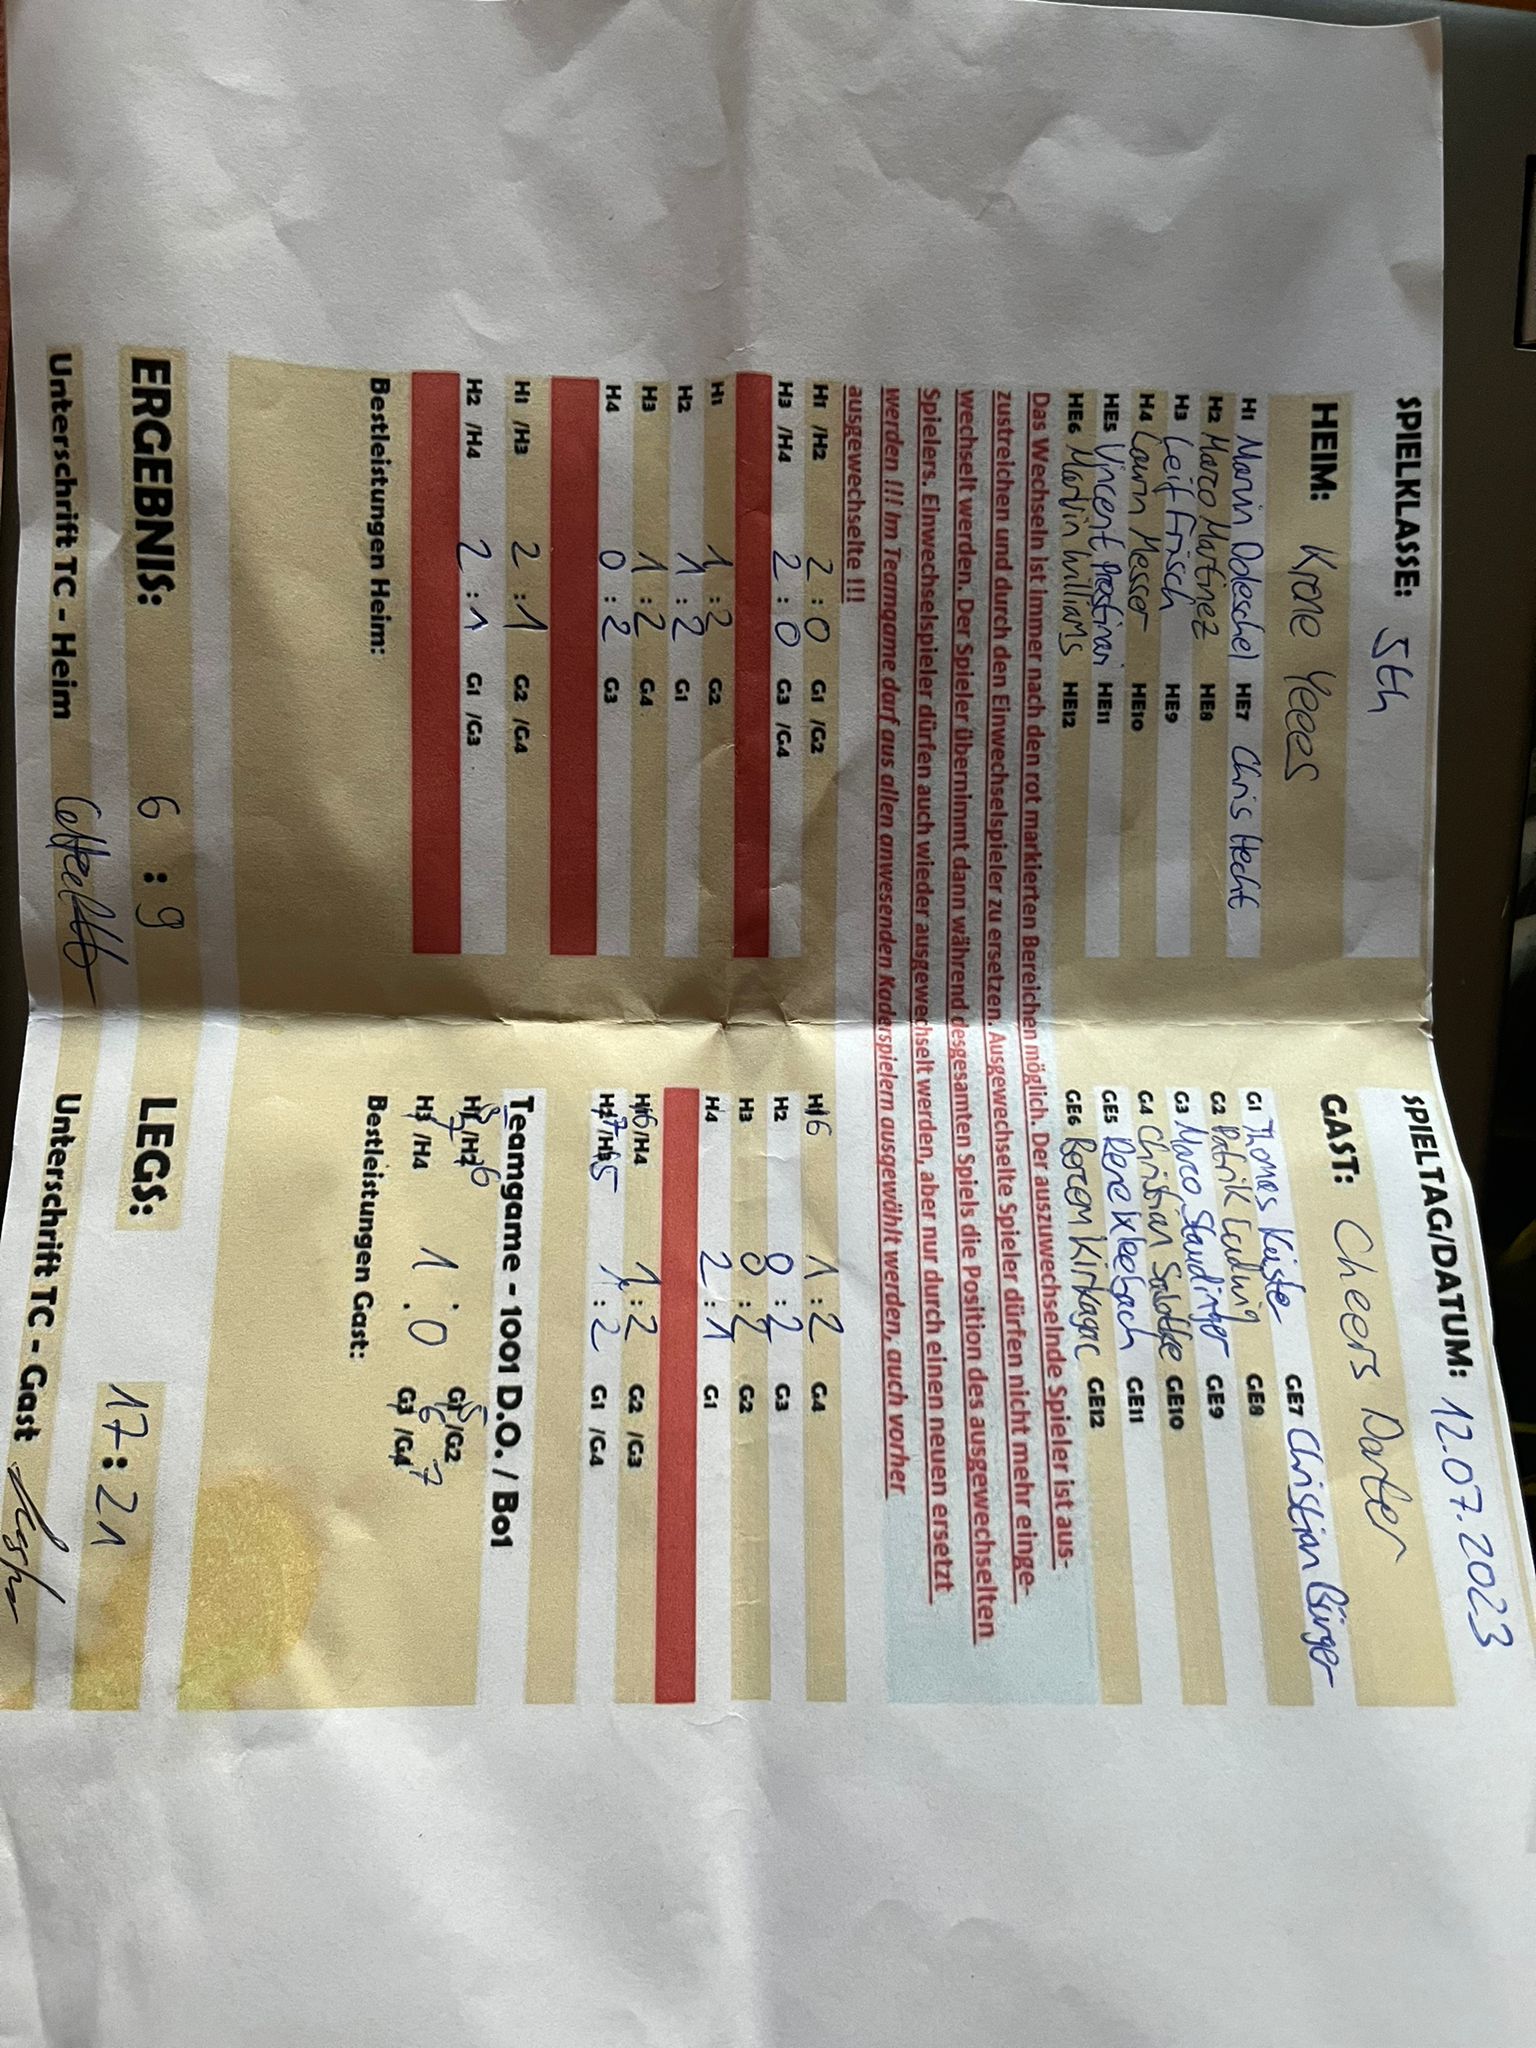 SPIELKLASSE: 5th
SPIELTAG/DATUM: 12.07.2023
HEIM: Krone Yeees
GAST: Cheers Darter
H1 Marvin Doleschel HE7 Chris Hecht
H2 Marco Martinez HE8
H3 Leif Frisch HE9
H4 Laurin Messer HE10
HE5 Vincent HE11
HE6 Martin Williams HE12
G1 Thomas GE7 Christian Bürger
G2 Patrik Ludwig GE8
G3 Marco Staudinger GE9
G4 Christian GE10
GE5 Rene Kleebach GE11
GE6 Kirkagac GE12
Das Wechseln ist immer nach den rot markierten Bereichen möglich. Der auszuwechselnde Spieler ist aus-
zustreichen und durch den Einwechselspieler zu ersetzen. Ausgewechselte Spieler dürfen nicht mehr einge-
wechselt werden. Der Spieler übernimmt dann während desgesamten Spiels die Position des ausgewechselten
Spielers. Einwechselspieler dürfen auch wieder ausgewechselt werden, aber nur durch einen neuen ersetzt
werden !!! Im Teamgame darf aus allen anwesenden Kaderspielern ausgewählt werden, auch vorher
ausgewechselte !!!
H1 /H2 2 : 0 G1 /G2
H3 /H4 2 : 0 G3 /G4
H1 1 : 2 G2
H2 1 : 2 G1
H3 1 : 2 G4
H4 0 : 2 G3
H1 /H3 2 : 1 G2 /G4
H2 /H4 2 : 1 G1 /G3
Bestleistungen Heim:
H1 6 1 : 2 G4
H2 0 : 2 G3
H3 0 : 2 G2
H4 2 : 1 G1
H1 6 /H4 1 : 2 G2 /G3
H2 7 /H3 5 1 : 2 G1 /G4
Teamgame - 1001 D.O. / Bo1
H1 /H2 6 G1 5 /G2
H3 /H4 1 : 0 G3 6 /G4 7
Bestleistungen Gast:
ERGEBNIS: 6 : 9
LEGS: 17 : 21
Unterschrift TC - Heim
Unterschrift TC - Gast